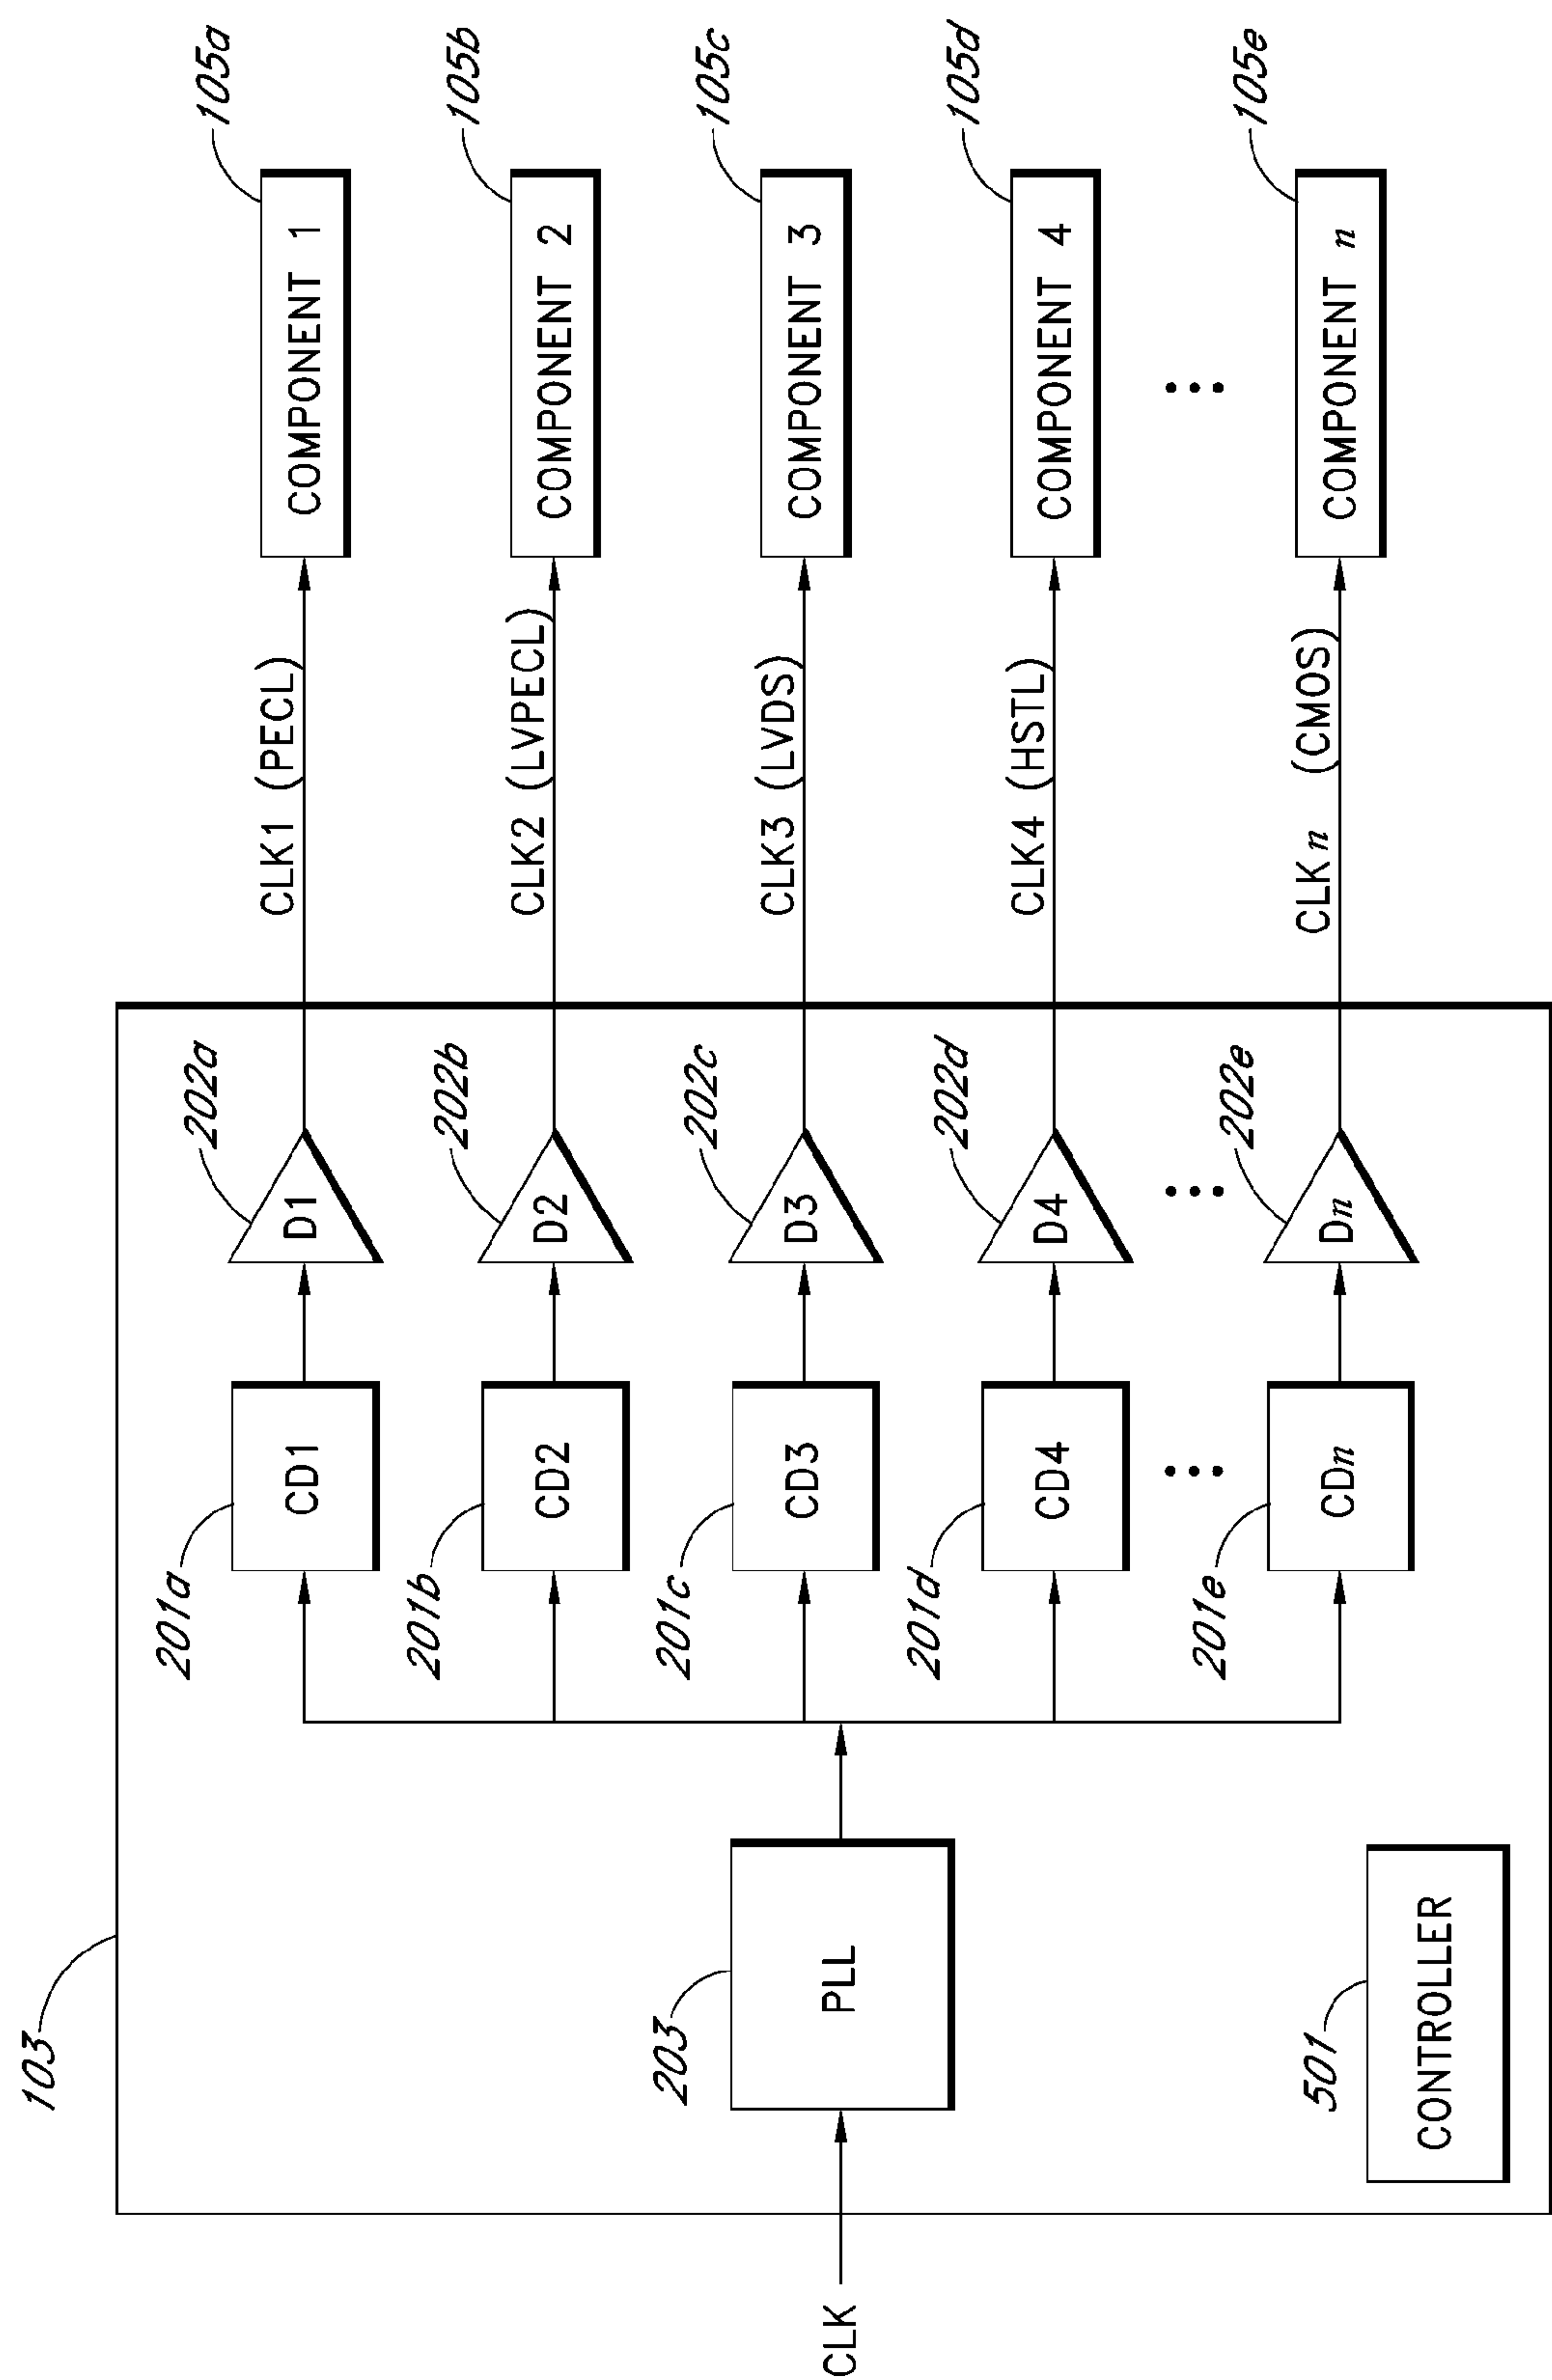 103
CLK
203
PLL
501
CONTROLLER
201a
CD1
202a
D1
CLK1 (PECL)
105a
COMPONENT 1
201b
CD2
202b
D2
CLK2 (LVPECL)
105b
COMPONENT 2
201c
CD3
202c
D3
CLK3 (LVDS)
105c
COMPONENT 3
201d
CD4
202d
D4
CLK4 (HSTL)
105d
COMPONENT 4
201e
CDn
202e
Dn
CLKn (CMOS)
105e
COMPONENT n